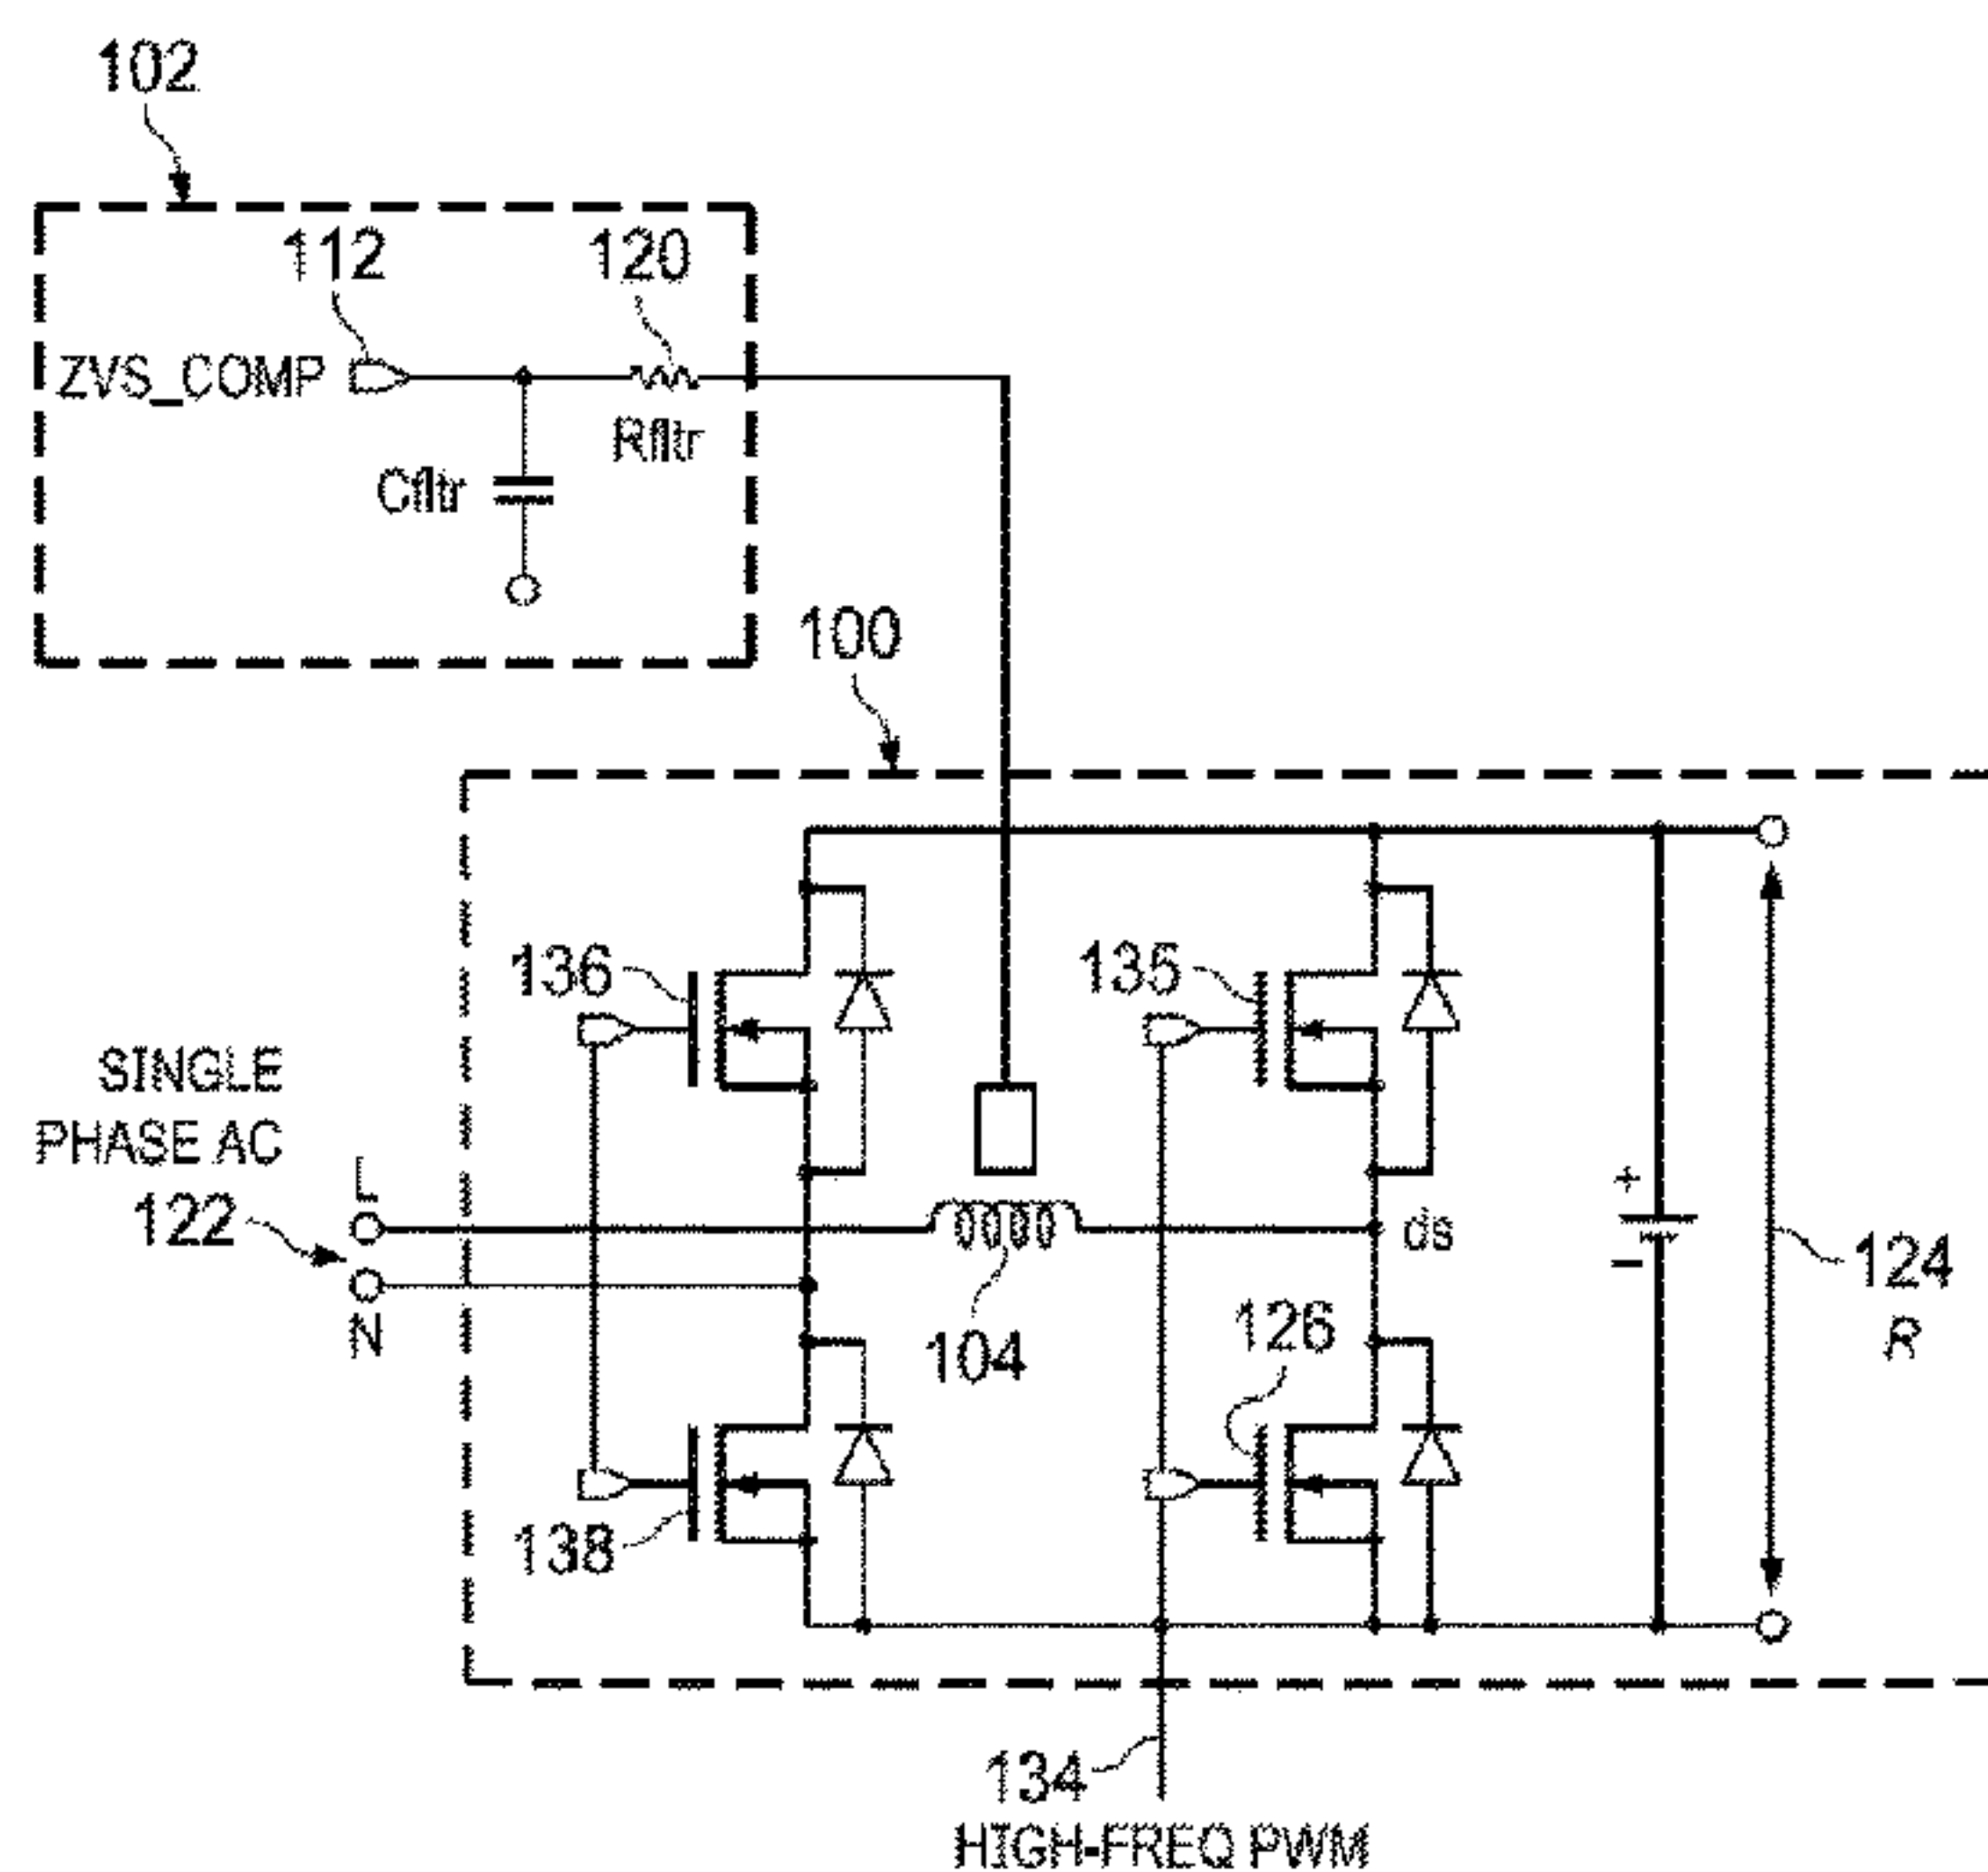 102
112
120
ZVS_COMP
Rfltr
Cfltr
100
136
135
SINGLE
PHASE AC
L
122
N
ds
+
−
124
R
104
126
138
134
HIGH-FREQ PWM